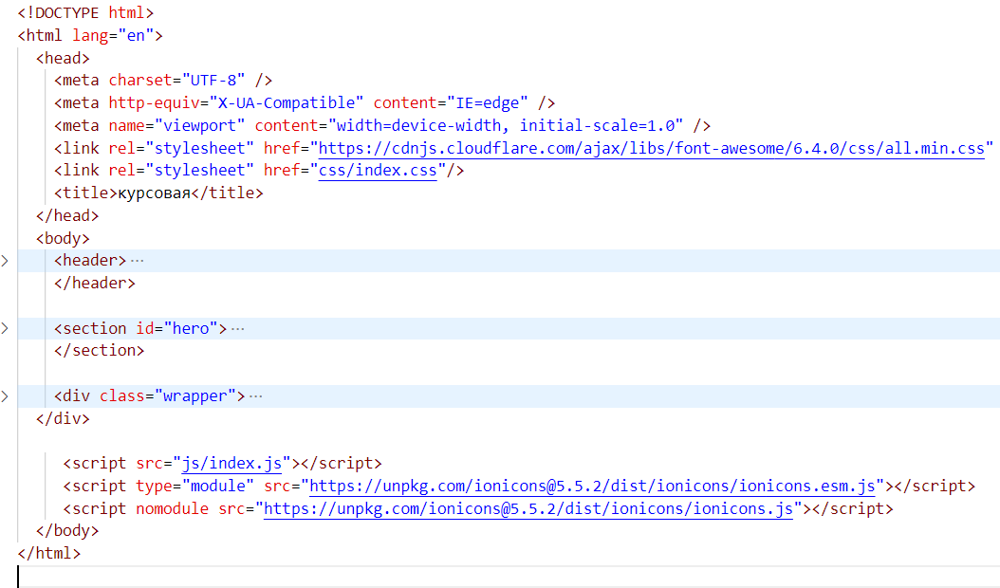 <!DOCTYPE html>
<html lang="en">
<head>
<meta charset="UTF-8" />
<meta http-equiv="X-UA-Compatible" content="IE=edge" />
<meta name="viewport" content="width=device-width, initial-scale=1.0" />
<link rel="stylesheet" href="https://cdnjs.cloudflare.com/ajax/libs/font-awesome/6.4.0/css/all.min.css"
<link rel="stylesheet" href="css/index.css"/>
<title>курсовая</title>
</head>
<body>
<header>···
</header>
<section id="hero">···
</section>
<div class="wrapper">···
</div>
<script src="js/index.js"></script>
<script type="module" src="https://unpkg.com/ionicons@5.5.2/dist/ionicons/ionicons.esm.js"></script>
<script nomodule src="https://unpkg.com/ionicons@5.5.2/dist/ionicons/ionicons.js"></script>
</body>
</html>